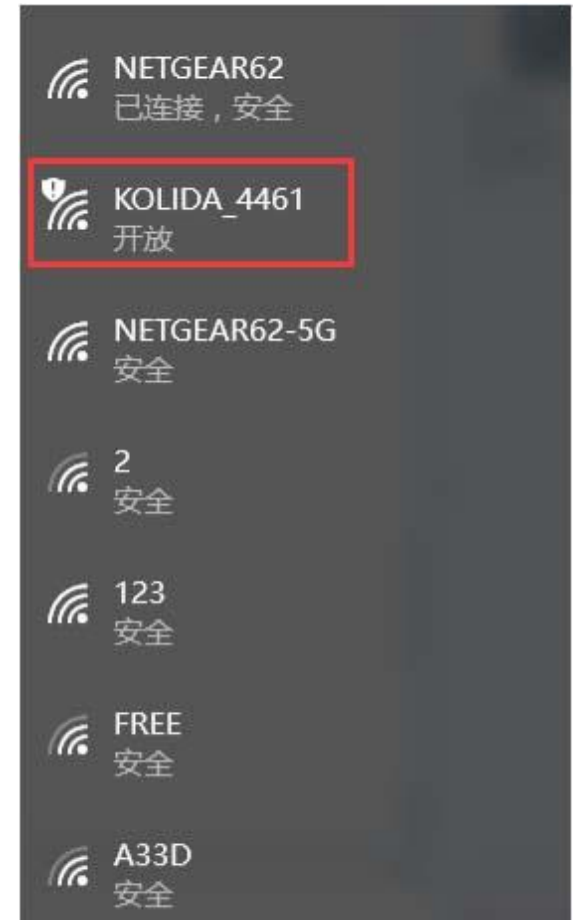 NETGEAR62
已连接，安全
KOLIDA_4461
开放
NETGEAR62-5G
安全
2
安全
123
安全
FREE
安全
A33D
安全